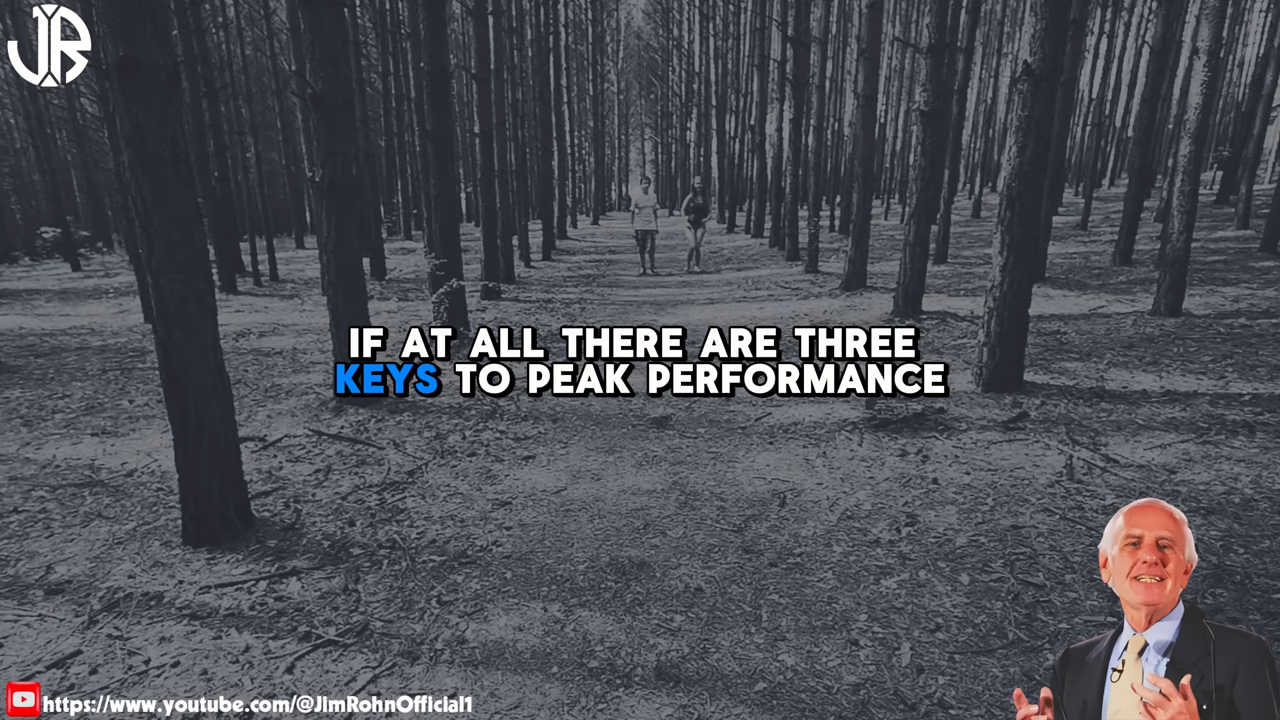 JR
IF AT ALL THERE ARE THREE
KEYS TO PEAK PERFORMANCE
https://www.youtube.com/@JimRohnOfficial1